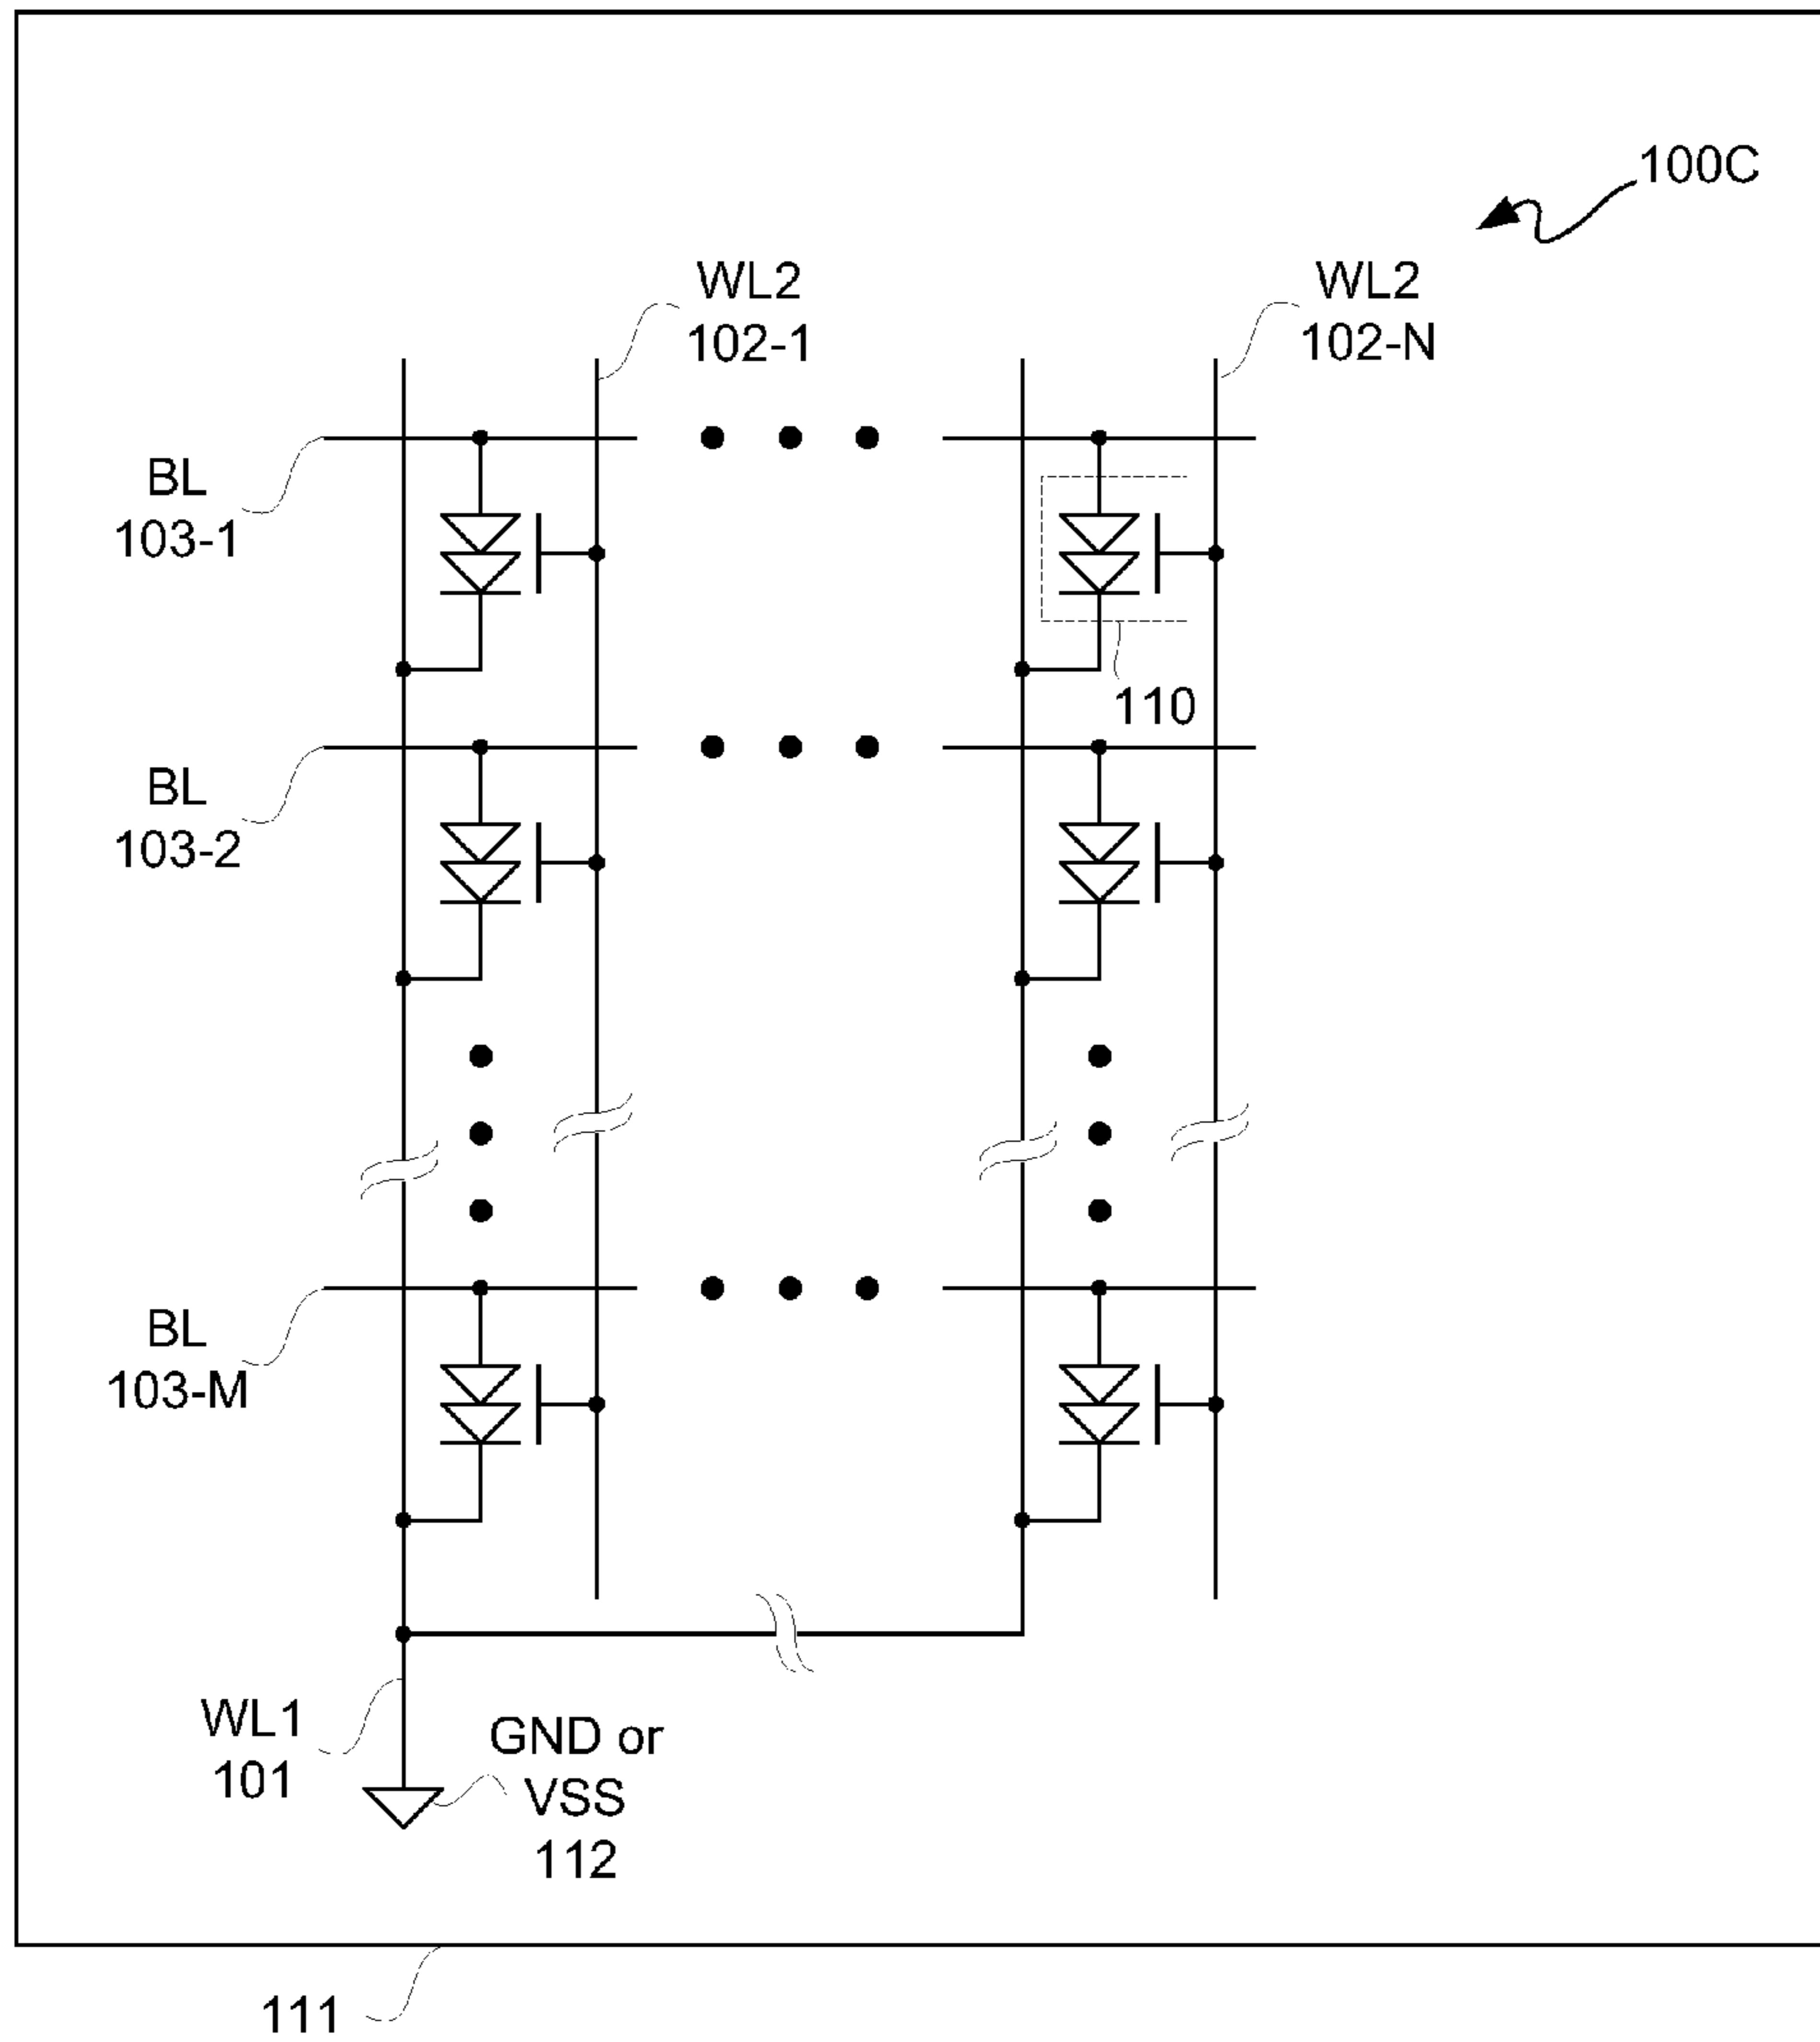 100C
WL2
102-1
WL2
102-N
BL
103-1
110
BL
103-2
BL
103-M
WL1
101
GND or
VSS
112
111